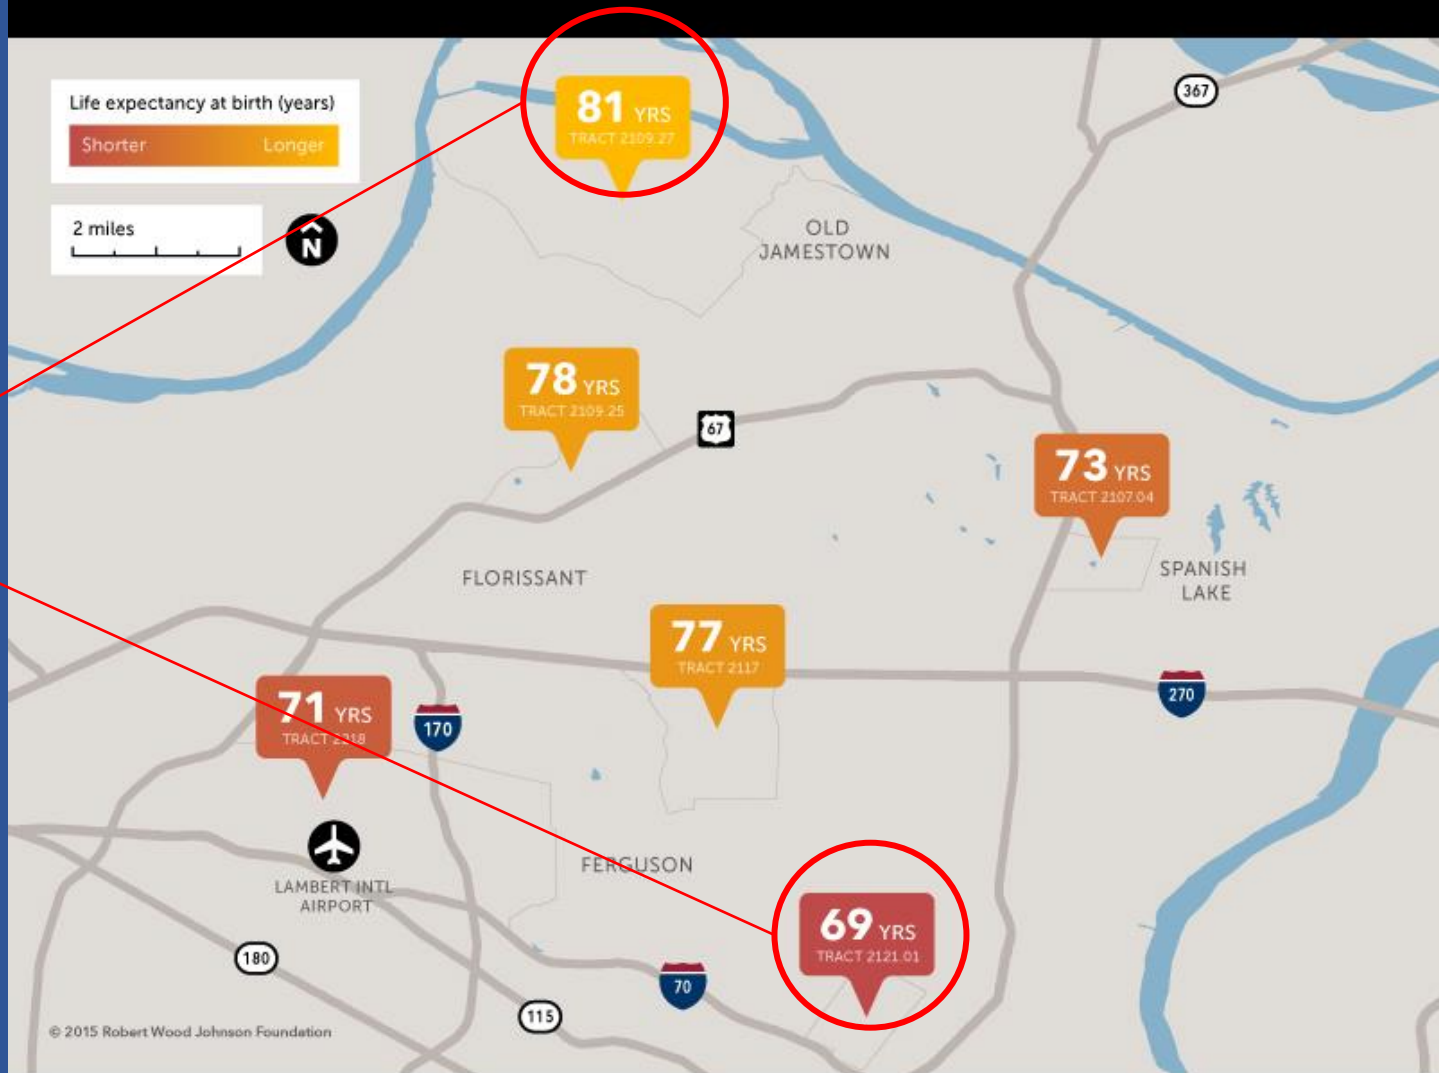 Life expectancy at birth (years)
Shorter Longer
2 miles
N
81 YRS
TRACT 2109.27
367
OLD
JAMESTOWN
78 YRS
TRACT 2109.25
67
73 YRS
TRACT 2107.04
FLORISSANT
SPANISH
LAKE
77 YRS
TRACT 2117
71 YRS
TRACT 2218
170
270
LAMBERT INTL
AIRPORT
FERGUSON
69 YRS
TRACT 2121.01
180
70
115
© 2015 Robert Wood Johnson Foundation